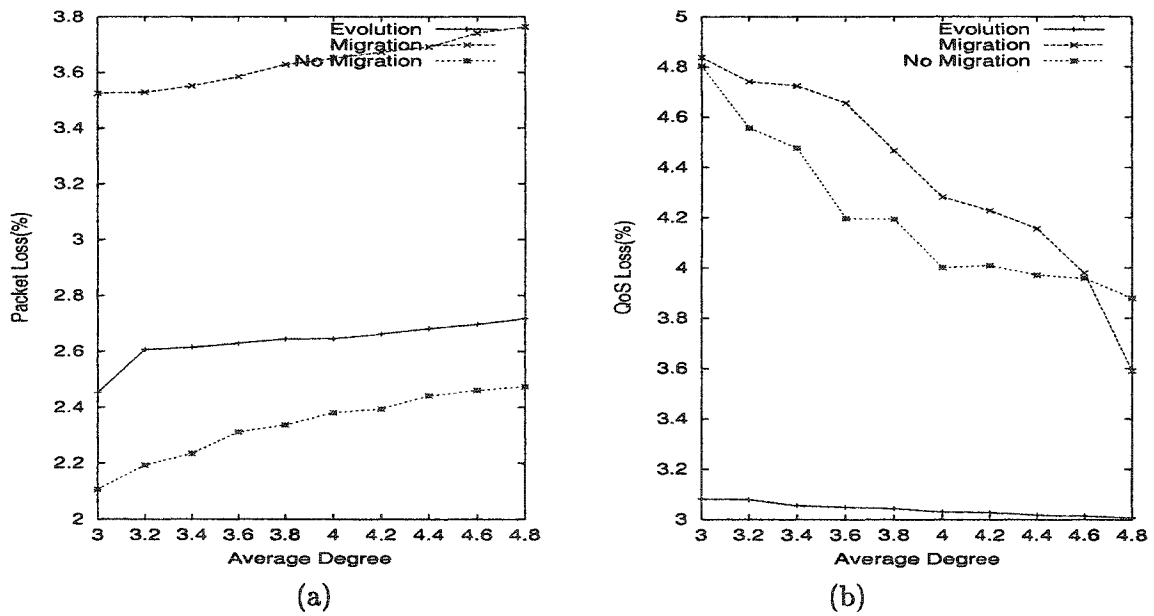 3.8
3.6
3.4
3.2
3
2.8
2.6
2.4
2.2
2
Packet Loss(%)
Evolution
Migration
No Migration
3 3.2 3.4 3.6 3.8 4 4.2 4.4 4.6 4.8
Average Degree
(a)
5
4.8
4.6
4.4
4.2
4
3.8
3.6
3.4
3.2
3
QoS Loss(%)
Evolution
Migration
No Migration
3 3.2 3.4 3.6 3.8 4 4.2 4.4 4.6 4.8
Average Degree
(b)